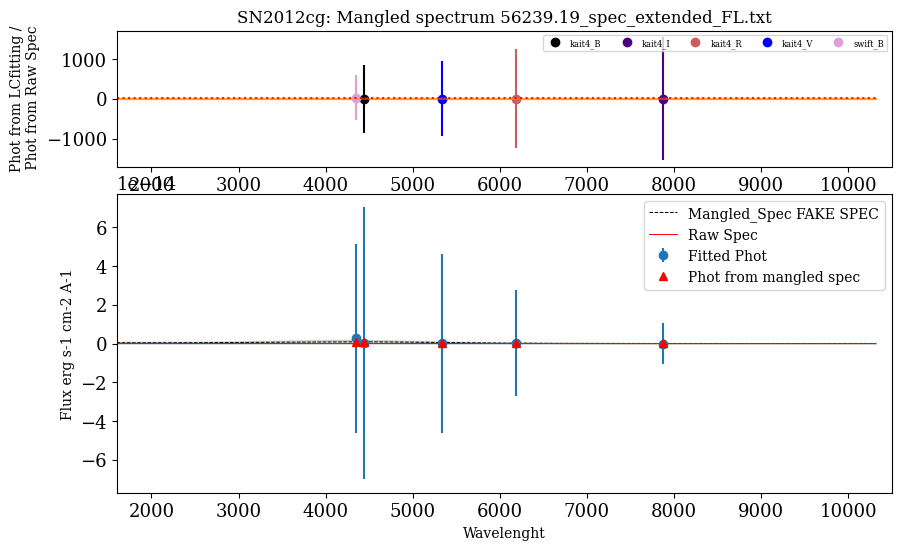 SN2012cg: Mangled spectrum 56239.19_spec_extended_FL.txt
Phot from LCfitting /
Phot from Raw Spec
1000
0
−1000
kait4_B
kait4_I
kait4_R
kait4_V
swift_B
2000
3000
4000
5000
6000
7000
8000
9000
10000
1e−14
Flux erg s-1 cm-2 A-1
6
4
2
0
−2
−4
−6
Mangled_Spec FAKE SPEC
Raw Spec
Fitted Phot
Phot from mangled spec
2000
3000
4000
5000
6000
7000
8000
9000
10000
Wavelenght